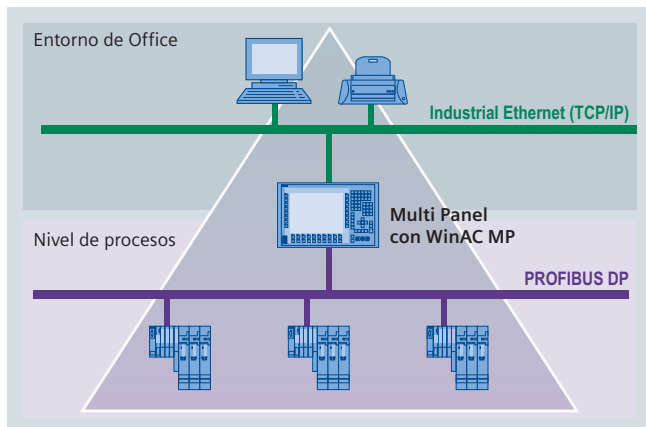 Entorno de Office
Industrial Ethernet (TCP/IP)
Multi Panel
con WinAC MP
Nivel de procesos
PROFIBUS DP